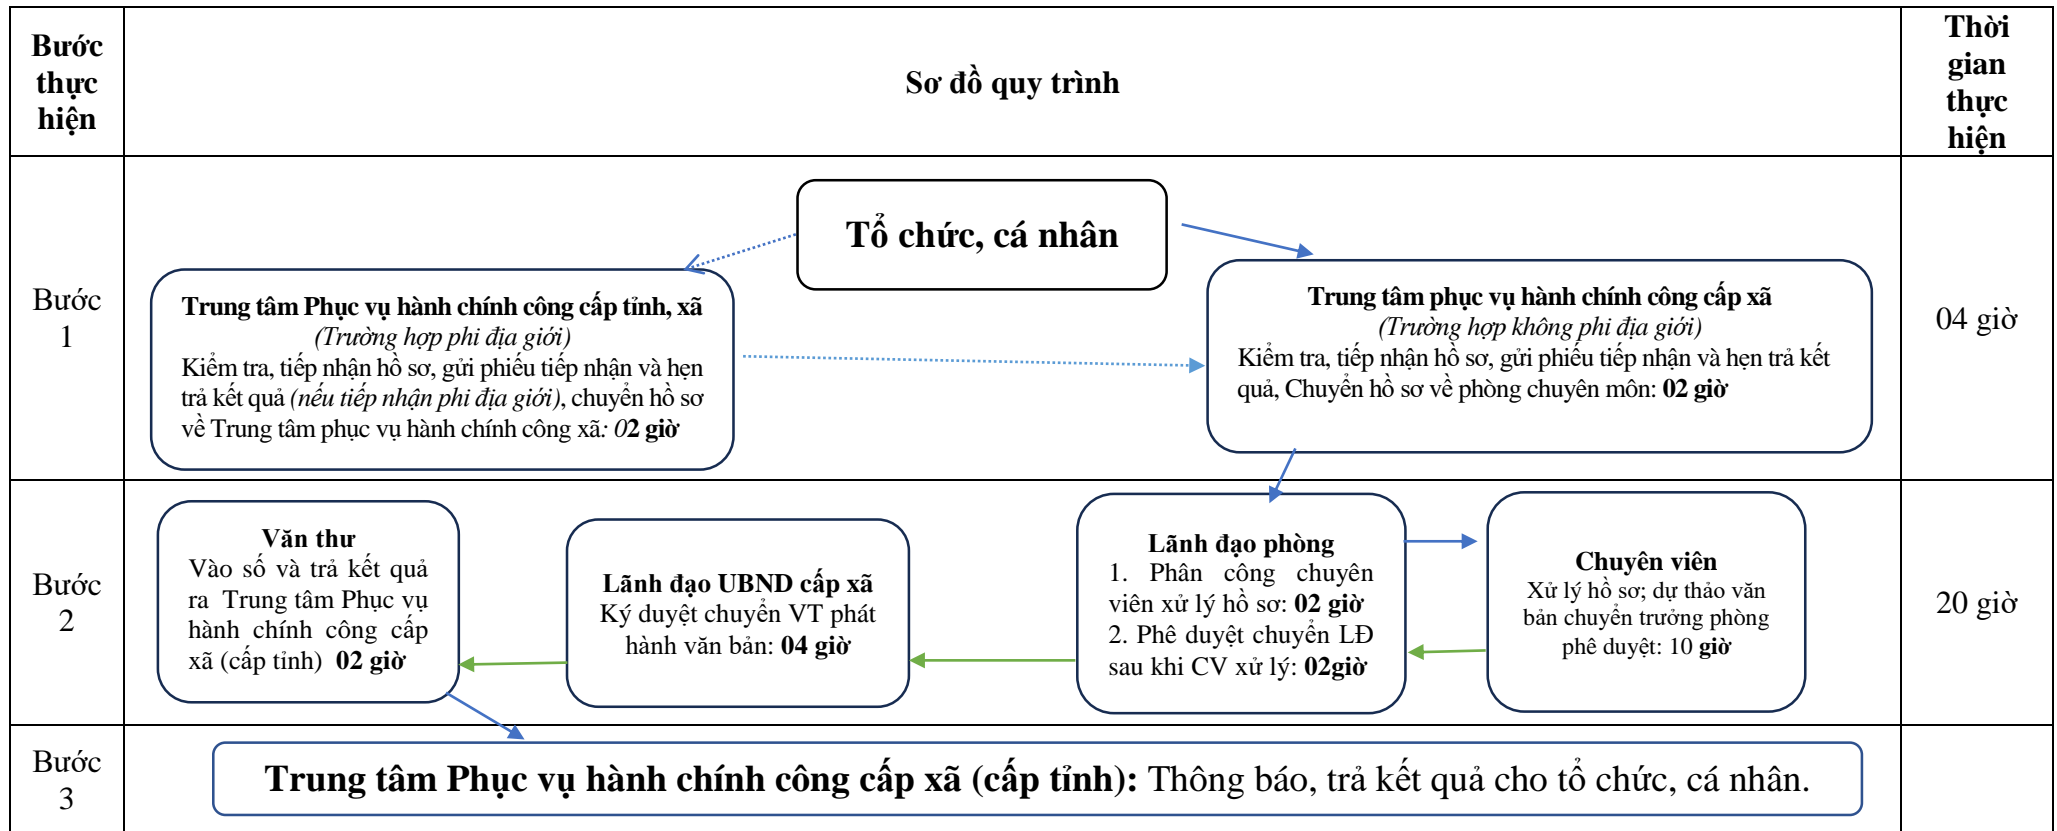 Bước
thực
hiện
Sơ đồ quy trình
Thời
gian
thực
hiện
Bước
1
Tổ chức, cá nhân
Trung tâm Phục vụ hành chính công cấp tỉnh, xã
(Trường hợp phi địa giới)
Kiểm tra, tiếp nhận hồ sơ, gửi phiếu tiếp nhận và hẹn
trả kết quả (nếu tiếp nhận phi địa giới), chuyển hồ sơ
về Trung tâm phục vụ hành chính công xã: 02 giờ
Trung tâm phục vụ hành chính công cấp xã
(Trường hợp không phi địa giới)
Kiểm tra, tiếp nhận hồ sơ, gửi phiếu tiếp nhận và hẹn trả kết
quả, Chuyển hồ sơ về phòng chuyên môn: 02 giờ
04 giờ
Bước
2
Văn thư
Vào số và trả kết quả
ra Trung tâm Phục vụ
hành chính công cấp
xã (cấp tỉnh) 02 giờ
Lãnh đạo UBND cấp xã
Ký duyệt chuyển VT phát
hành văn bản: 04 giờ
Lãnh đạo phòng
1. Phân công chuyên
viên xử lý hồ sơ: 02 giờ
2. Phê duyệt chuyển LĐ
sau khi CV xử lý: 02giờ
Chuyên viên
Xử lý hồ sơ; dự thảo văn
bản chuyển trưởng phòng
phê duyệt: 10 giờ
20 giờ
Bước
3
Trung tâm Phục vụ hành chính công cấp xã (cấp tỉnh): Thông báo, trả kết quả cho tổ chức, cá nhân.